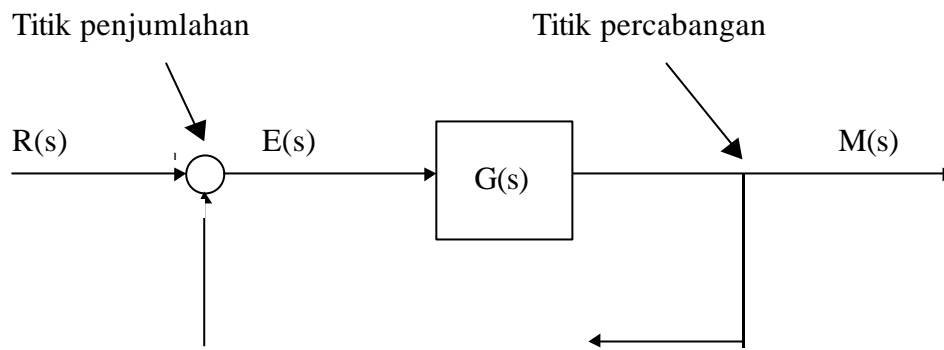 Titik penjumlahan
Titik percabangan
R(s)
E(s)
G(s)
M(s)